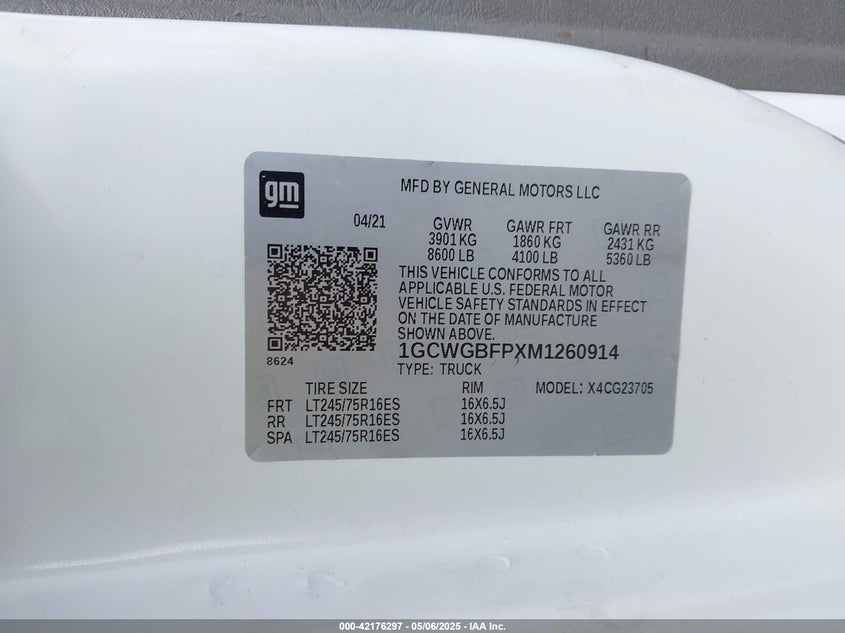 gm
MFD BY GENERAL MOTORS LLC
04/21 GVWR GAWR FRT GAWR RR
3901 KG 1860 KG 2431 KG
8600 LB 4100 LB 5360 LB
THIS VEHICLE CONFORMS TO ALL
APPLICABLE U.S. FEDERAL MOTOR
VEHICLE SAFETY STANDARDS IN EFFECT
ON THE DATE OF MANUFACTURE
SHOWN ABOVE.
8624
1GCWGBFPXM1260914
TYPE: TRUCK
TIRE SIZE RIM MODEL: X4CG23705
FRT LT245/75R16ES 16X6.5J
RR LT245/75R16ES 16X6.5J
SPA LT245/75R16ES 16X6.5J
000-42176297 - 05/06/2025 - IAA Inc.